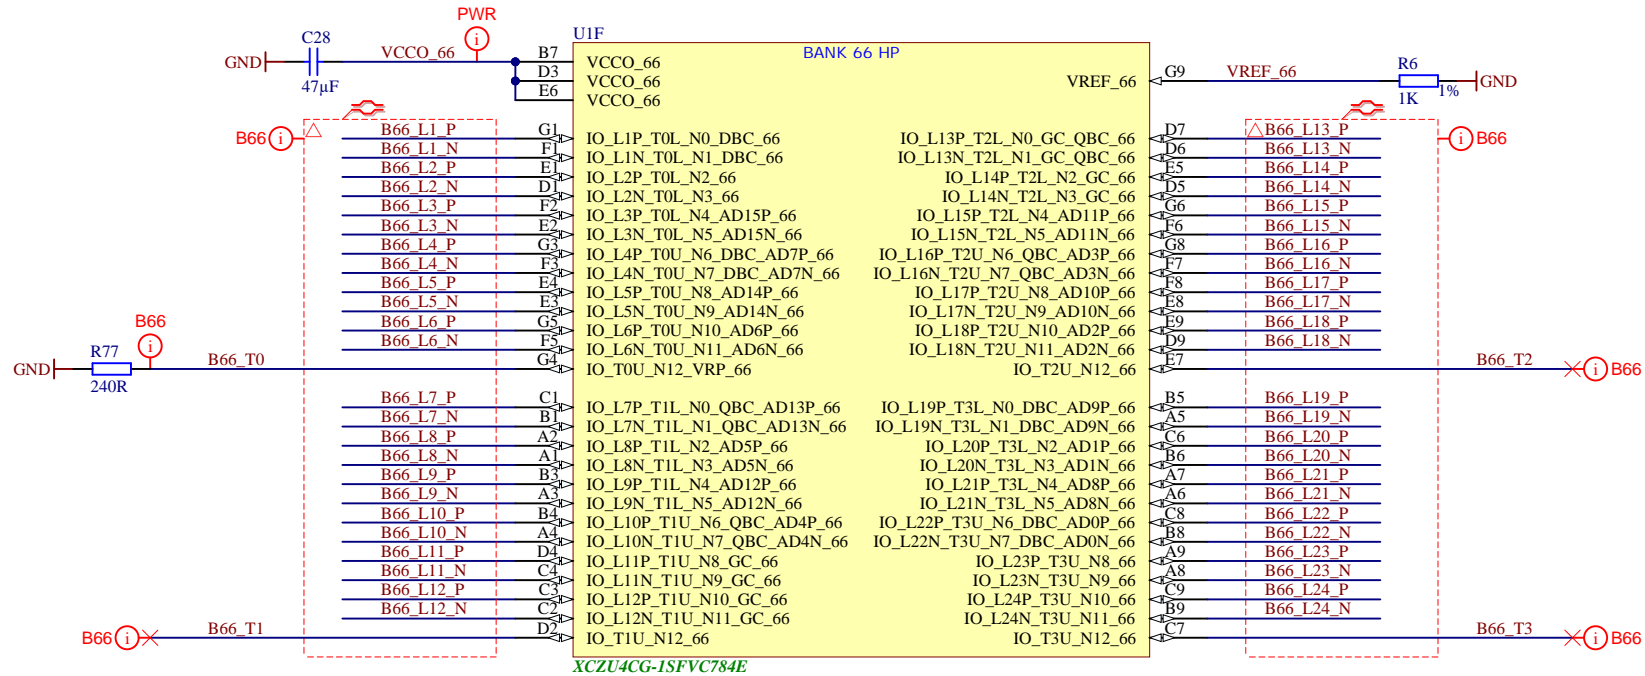 PWR
i
C28
GND
47µF
VCCO_66
U1F
BANK 66 HP
B7 VCCO_66
D3 VCCO_66
E6 VCCO_66
VREF_66 G9 VREF_66
R6
1K
1%
GND
B66 i
i B66
B66_L1_P G1 IO_L1P_T0L_N0_DBC_66 IO_L13P_T2L_N0_GC_QBC_66 D7 B66_L13_P
B66_L1_N F1 IO_L1N_T0L_N1_DBC_66 IO_L13N_T2L_N1_GC_QBC_66 D6 B66_L13_N
B66_L2_P E1 IO_L2P_T0L_N2_66 IO_L14P_T2L_N2_GC_66 E5 B66_L14_P
B66_L2_N D1 IO_L2N_T0L_N3_66 IO_L14N_T2L_N3_GC_66 D5 B66_L14_N
B66_L3_P F2 IO_L3P_T0L_N4_AD15P_66 IO_L15P_T2L_N4_AD11P_66 G6 B66_L15_P
B66_L3_N E2 IO_L3N_T0L_N5_AD15N_66 IO_L15N_T2L_N5_AD11N_66 F6 B66_L15_N
B66_L4_P G3 IO_L4P_T0U_N6_DBC_AD7P_66 IO_L16P_T2U_N6_QBC_AD3P_66 G8 B66_L16_P
B66_L4_N F3 IO_L4N_T0U_N7_DBC_AD7N_66 IO_L16N_T2U_N7_QBC_AD3N_66 F7 B66_L16_N
B66_L5_P E4 IO_L5P_T0U_N8_AD14P_66 IO_L17P_T2U_N8_AD10P_66 F8 B66_L17_P
B66_L5_N E3 IO_L5N_T0U_N9_AD14N_66 IO_L17N_T2U_N9_AD10N_66 E8 B66_L17_N
B66_L6_P G5 IO_L6P_T0U_N10_AD6P_66 IO_L18P_T2U_N10_AD2P_66 E9 B66_L18_P
B66_L6_N F5 IO_L6N_T0U_N11_AD6N_66 IO_L18N_T2U_N11_AD2N_66 D9 B66_L18_N
B66
i
R77
GND
240R
B66_T0 G4 IO_T0U_N12_VRP_66 IO_T2U_N12_66 E7 B66_T2 i B66
B66_L7_P C1 IO_L7P_T1L_N0_QBC_AD13P_66 IO_L19P_T3L_N0_DBC_AD9P_66 B5 B66_L19_P
B66_L7_N B1 IO_L7N_T1L_N1_QBC_AD13N_66 IO_L19N_T3L_N1_DBC_AD9N_66 A5 B66_L19_N
B66_L8_P A2 IO_L8P_T1L_N2_AD5P_66 IO_L20P_T3L_N2_AD1P_66 C6 B66_L20_P
B66_L8_N A1 IO_L8N_T1L_N3_AD5N_66 IO_L20N_T3L_N3_AD1N_66 B6 B66_L20_N
B66_L9_P B3 IO_L9P_T1L_N4_AD12P_66 IO_L21P_T3L_N4_AD8P_66 A7 B66_L21_P
B66_L9_N A3 IO_L9N_T1L_N5_AD12N_66 IO_L21N_T3L_N5_AD8N_66 A6 B66_L21_N
B66_L10_P B4 IO_L10P_T1U_N6_QBC_AD4P_66 IO_L22P_T3U_N6_DBC_AD0P_66 C8 B66_L22_P
B66_L10_N A4 IO_L10N_T1U_N7_QBC_AD4N_66 IO_L22N_T3U_N7_DBC_AD0N_66 B8 B66_L22_N
B66_L11_P D4 IO_L11P_T1U_N8_GC_66 IO_L23P_T3U_N8_66 A9 B66_L23_P
B66_L11_N C4 IO_L11N_T1U_N9_GC_66 IO_L23N_T3U_N9_66 A8 B66_L23_N
B66_L12_P C3 IO_L12P_T1U_N10_GC_66 IO_L24P_T3U_N10_66 C9 B66_L24_P
B66_L12_N C2 IO_L12N_T1U_N11_GC_66 IO_L24N_T3U_N11_66 B9 B66_L24_N
B66 i B66_T1 D2 IO_T1U_N12_66 IO_T3U_N12_66 C7 B66_T3 i B66
XCZU4CG-1SFVC784E